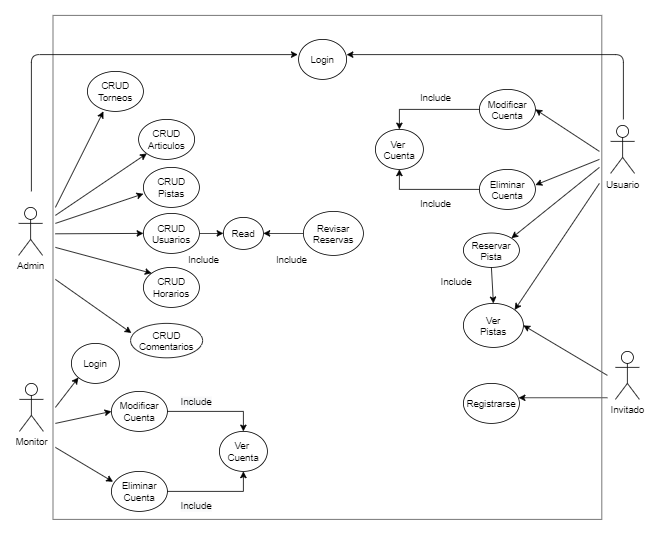 Login
CRUD
Torneos
CRUD
Articulos
CRUD
Pistas
CRUD
Usuarios
Include
Read
Include
Revisar
Reservas
CRUD
Horarios
CRUD
Comentarios
Admin
Include
Modificar
Cuenta
Ver
Cuenta
Include
Eliminar
Cuenta
Usuario
Reservar
Pista
Include
Ver
Pistas
Registrarse
Invitado
Login
Modificar
Cuenta
Include
Ver
Cuenta
Eliminar
Cuenta
Include
Monitor